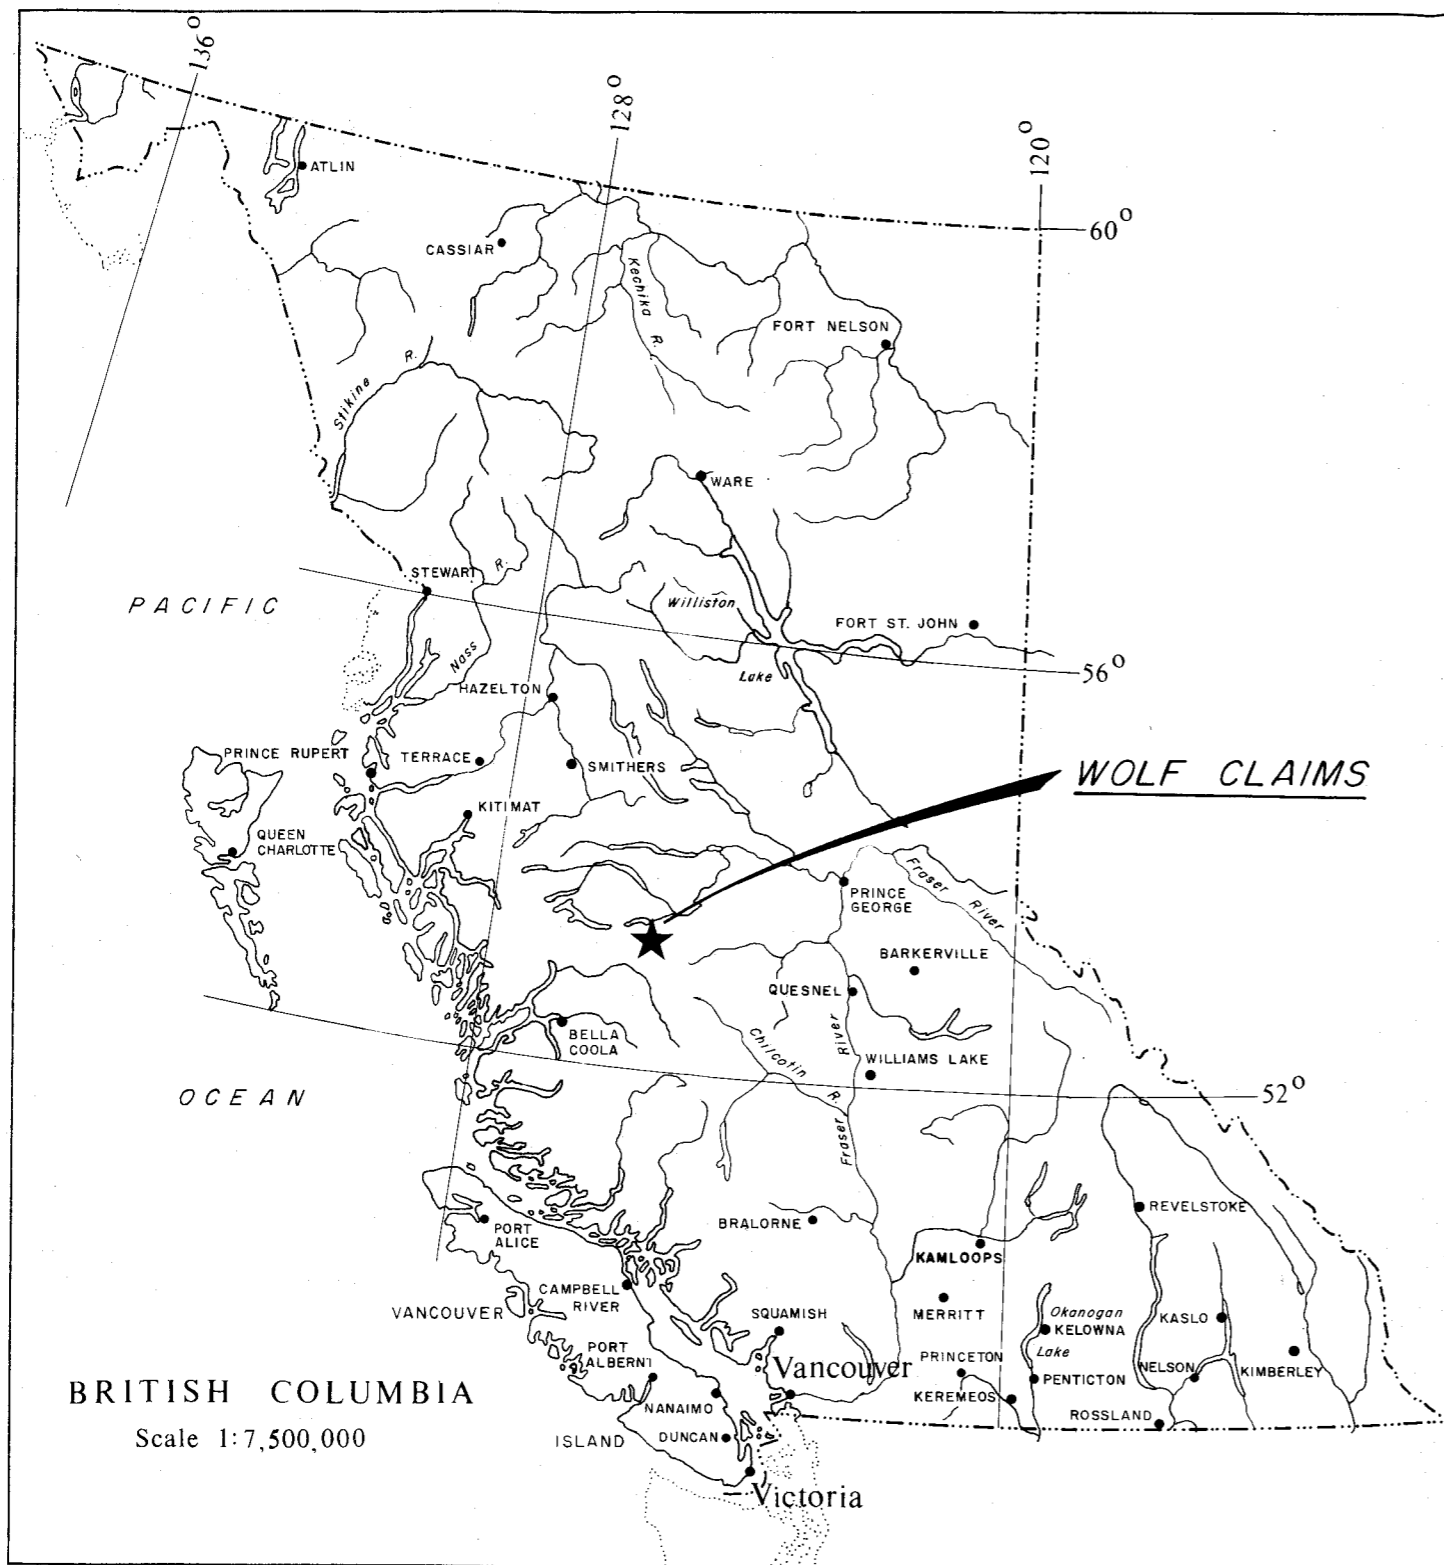 136°
128°
120°
ATLIN
60°
CASSIAR
Kechika R.
FORT NELSON
Stikine R.
WARE
STEWART
Nass R.
PACIFIC
Williston
Lake
FORT ST. JOHN
56°
HAZELTON
PRINCE RUPERT
TERRACE
SMITHERS
WOLF CLAIMS
KITIMAT
QUEEN
CHARLOTTE
PRINCE
GEORGE
Fraser River
BARKERVILLE
QUESNEL
BELLA
COOLA
Chilcotin R.
Fraser River
WILLIAMS LAKE
OCEAN
52°
PORT
ALICE
BRALORNE
REVELSTOKE
KAMLOOPS
CAMPBELL
RIVER
VANCOUVER
SQUAMISH
MERRITT
Okanogan
KELOWNA
Lake
KASLO
PORT
ALBERNI
Vancouver
PRINCETON
KEREMEOS
PENTICTON
NELSON
KIMBERLEY
ROSSLAND
NANAIMO
DUNCAN
ISLAND
Victoria
BRITISH COLUMBIA
Scale 1:7,500,000